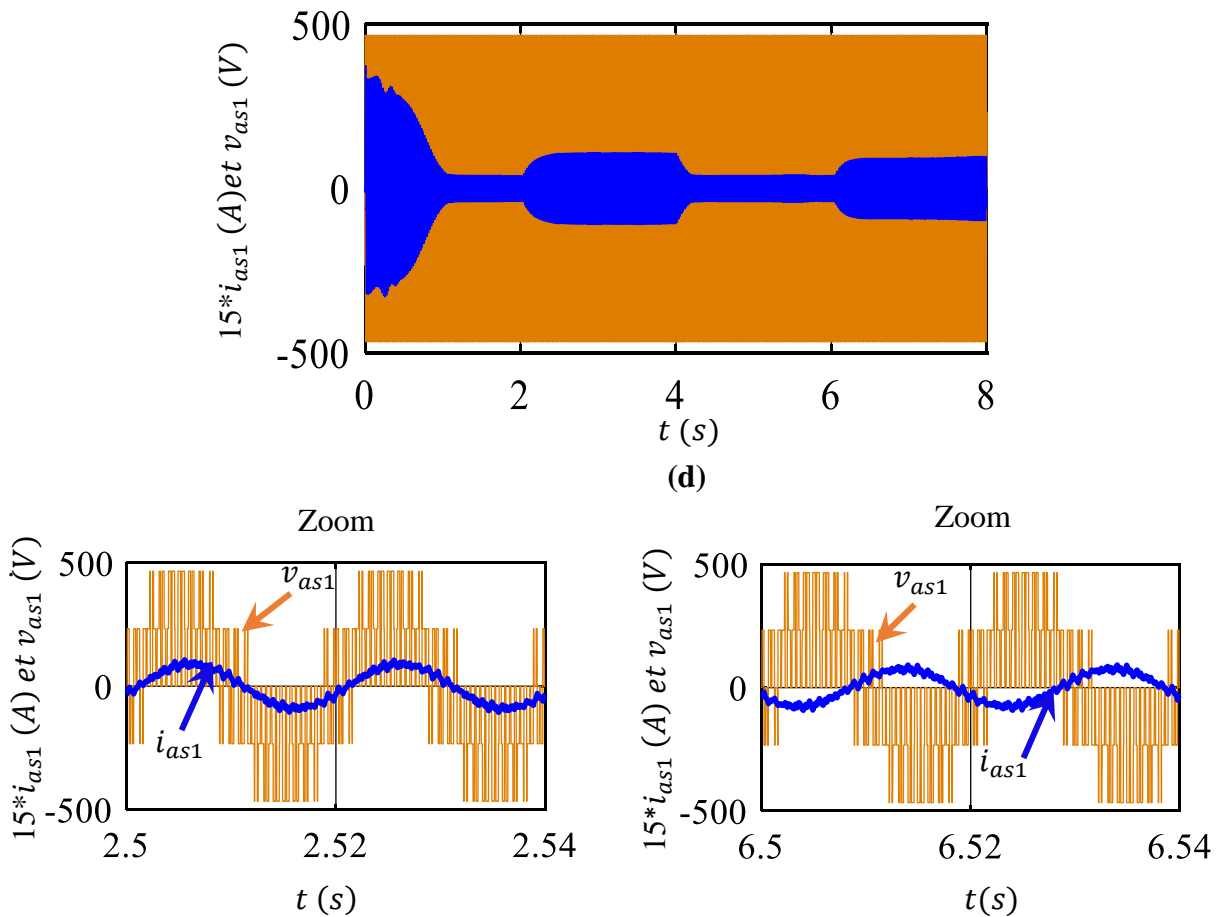 500
0
-500
15*i_as1 (A)et v_as1 (V)
0 2 4 6 8
t (s)
(d)
Zoom
500
0
-500
15*i_as1 (A) et v_as1 (V)
v_as1
i_as1
2.5 2.52 2.54
t (s)
Zoom
500
0
-500
15*i_as1 (A) et v_as1 (V)
v_as1
i_as1
6.5 6.52 6.54
t(s)